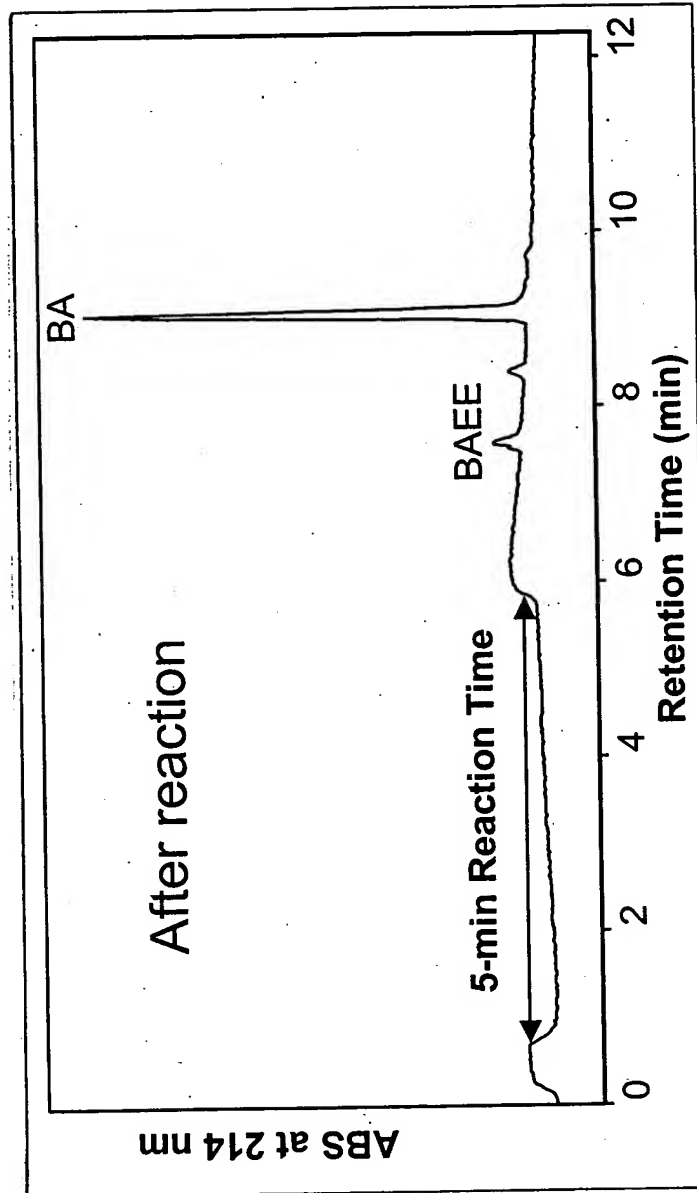 ABS at 214 nm
After reaction
BA
BAEE
5-min Reaction Time
0 2 4 6 8 10 12
Retention Time (min)